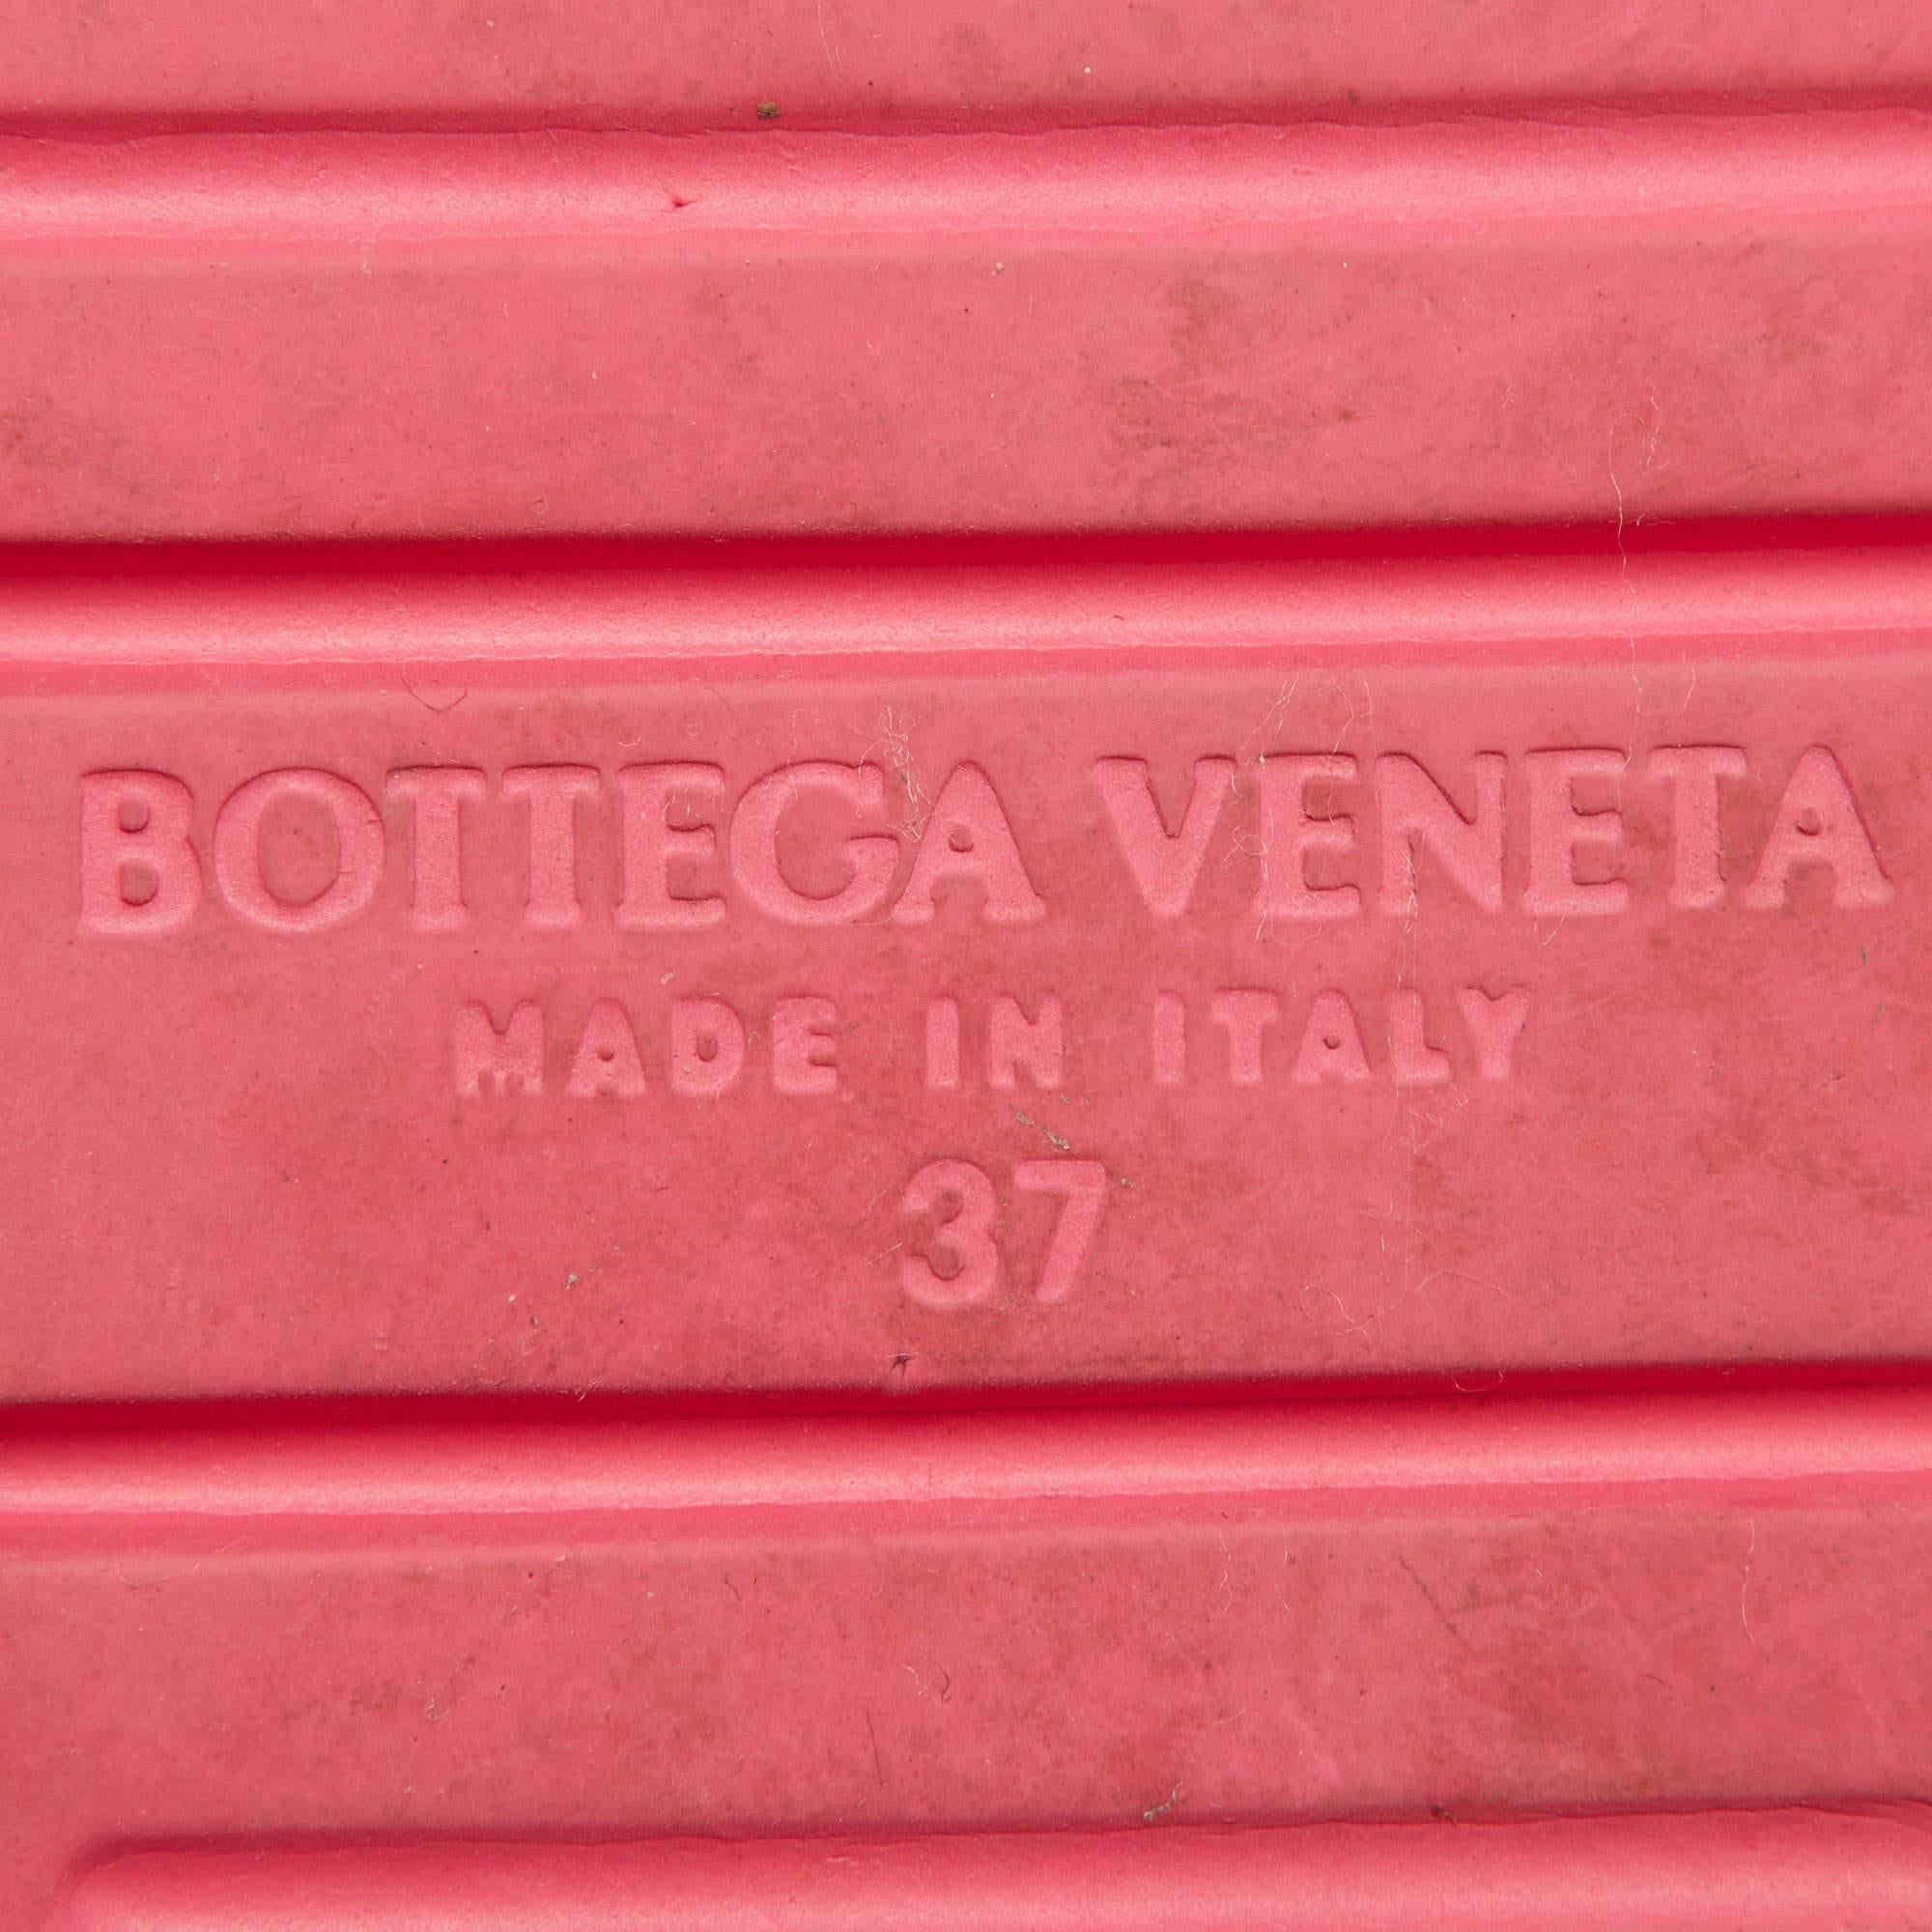 BOTTEGA VENETA
MADE IN ITALY
37